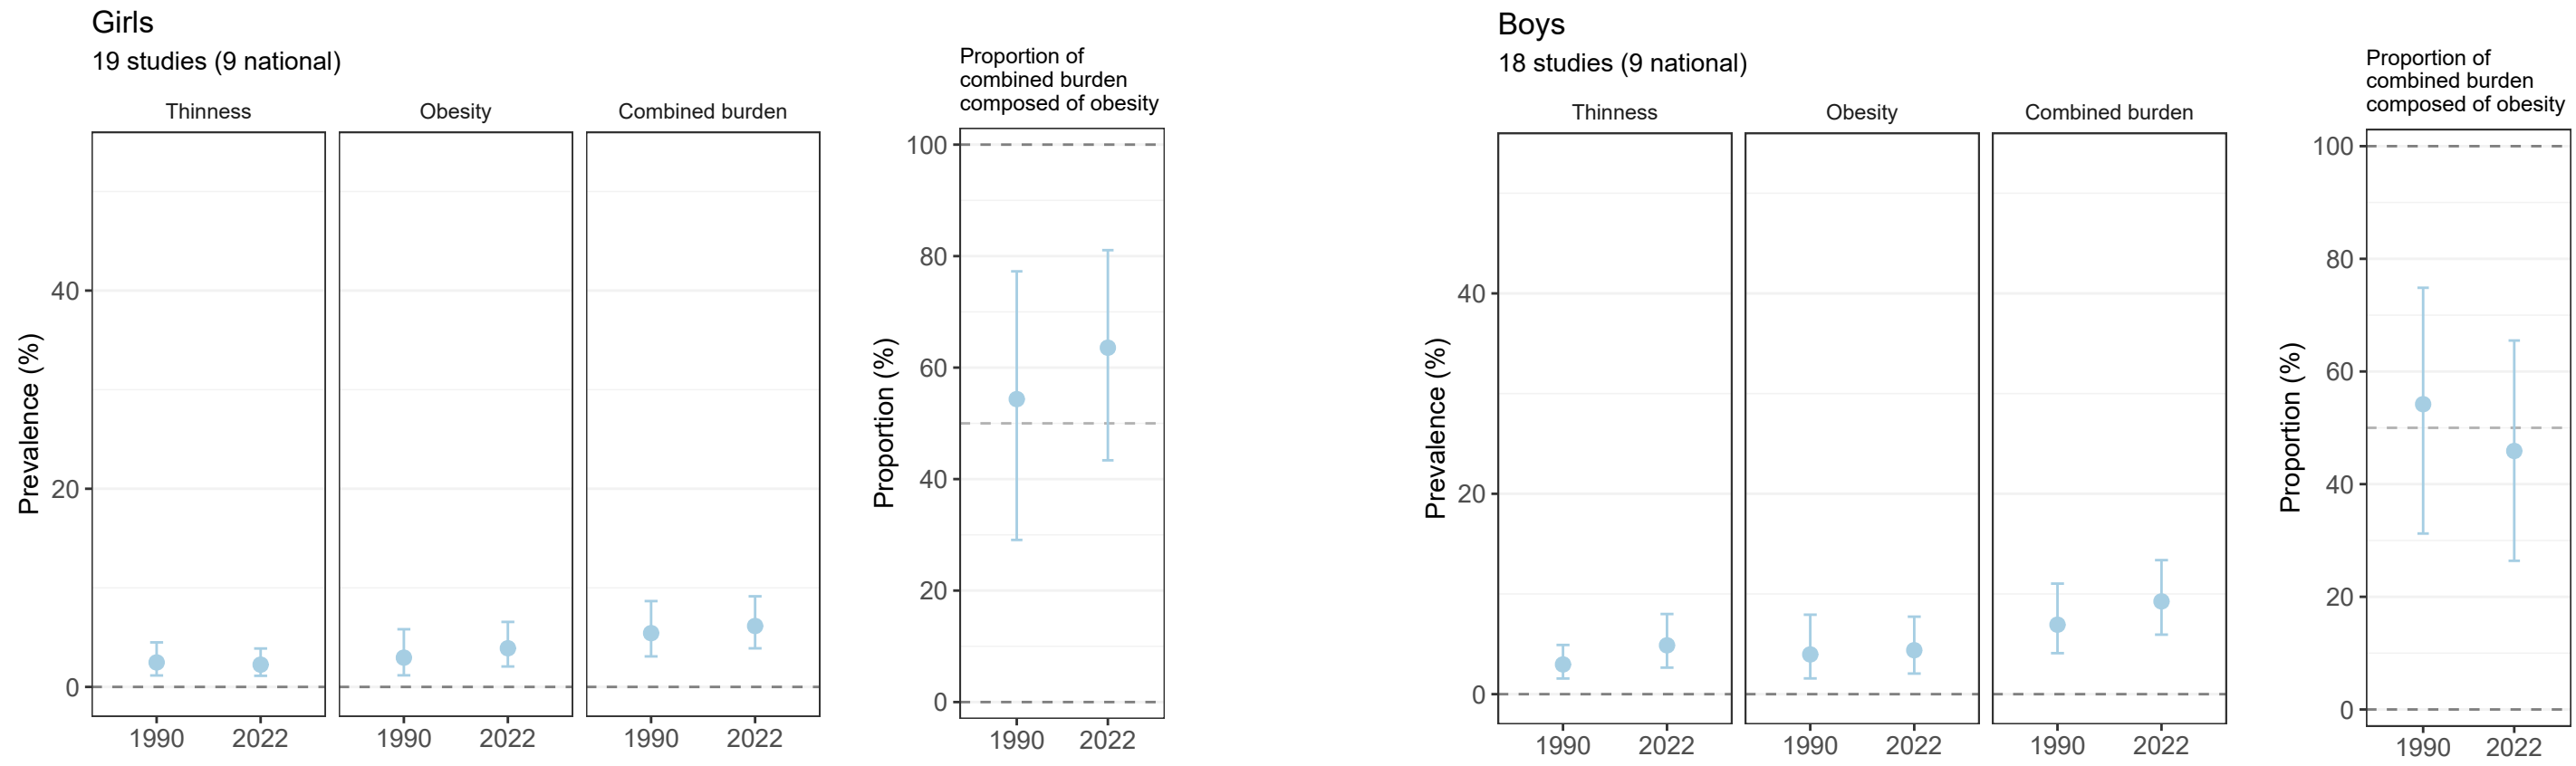 Girls
19 studies (9 national)
Thinness
Obesity
Combined burden
Prevalence (%)
40
20
0
1990
2022
1990
2022
1990
2022
Proportion of
combined burden
composed of obesity
Proportion (%)
100
80
60
40
20
0
1990
2022
Boys
18 studies (9 national)
Thinness
Obesity
Combined burden
Prevalence (%)
40
20
0
1990
2022
1990
2022
1990
2022
Proportion of
combined burden
composed of obesity
Proportion (%)
100
80
60
40
20
0
1990
2022